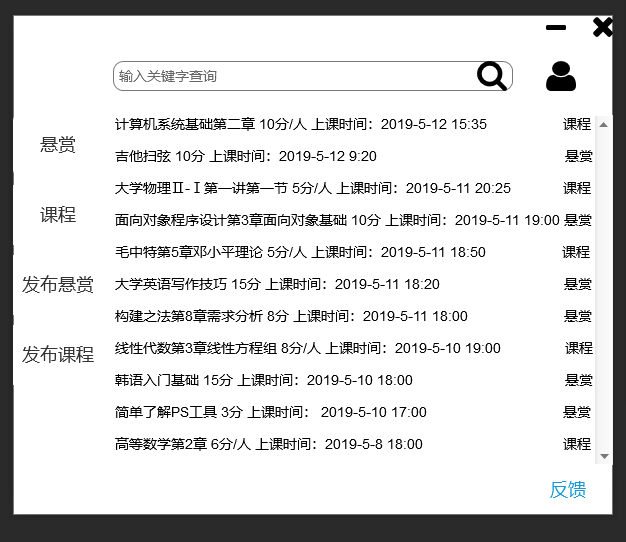 输入关键字查询
悬赏
课程
发布悬赏
发布课程
计算机系统基础第二章 10分/人 上课时间：2019-5-12 15:35 课程
吉他扫弦 10分 上课时间：2019-5-12 9:20 悬赏
大学物理Ⅱ-Ⅰ第一讲第一节 5分/人 上课时间：2019-5-11 20:25 课程
面向对象程序设计第3章面向对象基础 10分 上课时间：2019-5-11 19:00 悬赏
毛中特第5章邓小平理论 5分/人 上课时间：2019-5-11 18:50 课程
大学英语写作技巧 15分 上课时间：2019-5-11 18:20 悬赏
构建之法第8章需求分析 8分 上课时间：2019-5-11 18:00 悬赏
线性代数第3章线性方程组 8分/人 上课时间：2019-5-10 19:00 课程
韩语入门基础 15分 上课时间：2019-5-10 18:00 悬赏
简单了解PS工具 3分 上课时间： 2019-5-10 17:00 悬赏
高等数学第2章 6分/人 上课时间：2019-5-8 18:00 课程
反馈